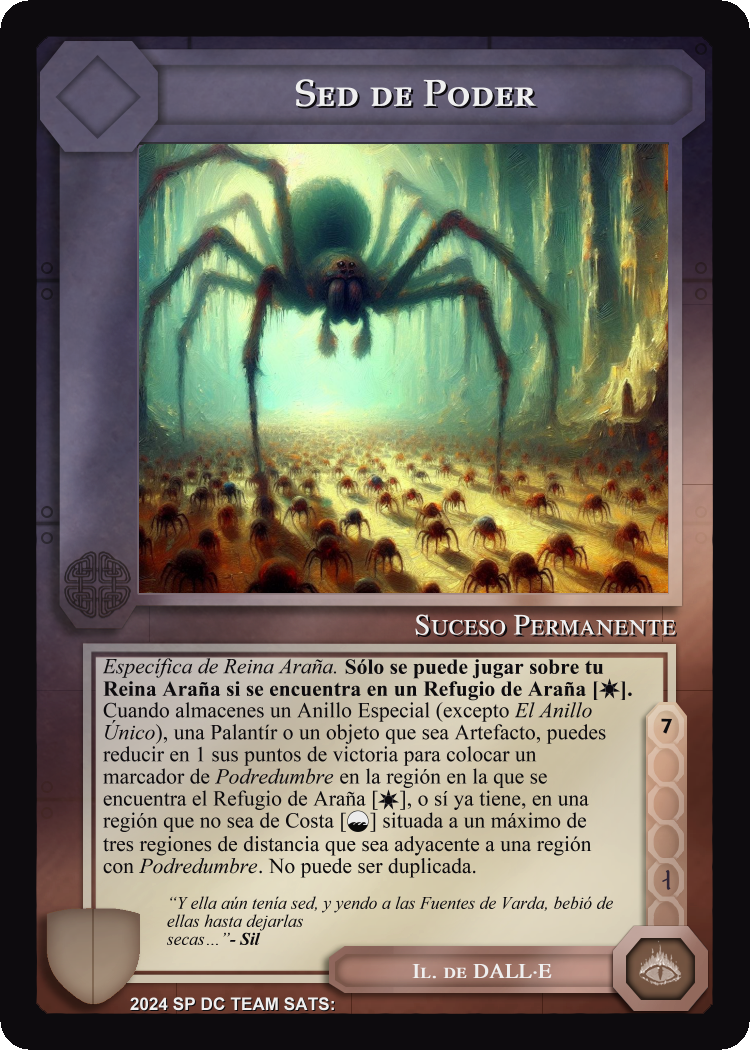 Sed de Poder
Suceso Permanente
Específica de Reina Araña. Sólo se puede jugar sobre tu
Reina Araña si se encuentra en un Refugio de Araña [✷].
Cuando almacenes un Anillo Especial (excepto El Anillo
Único), una Palantír o un objeto que sea Artefacto, puedes
reducir en 1 sus puntos de victoria para colocar un
marcador de Podredumbre en la región en la que se
encuentra el Refugio de Araña [✷], o sí ya tiene, en una
región que no sea de Costa [] situada a un máximo de
tres regiones de distancia que sea adyacente a una región
con Podredumbre. No puede ser duplicada.
7
“Y ella aún tenía sed, y yendo a las Fuentes de Varda, bebió de
ellas hasta dejarlas
secas…”- Sil
Il. de DALL·E
2024 SP DC TEAM SATS: